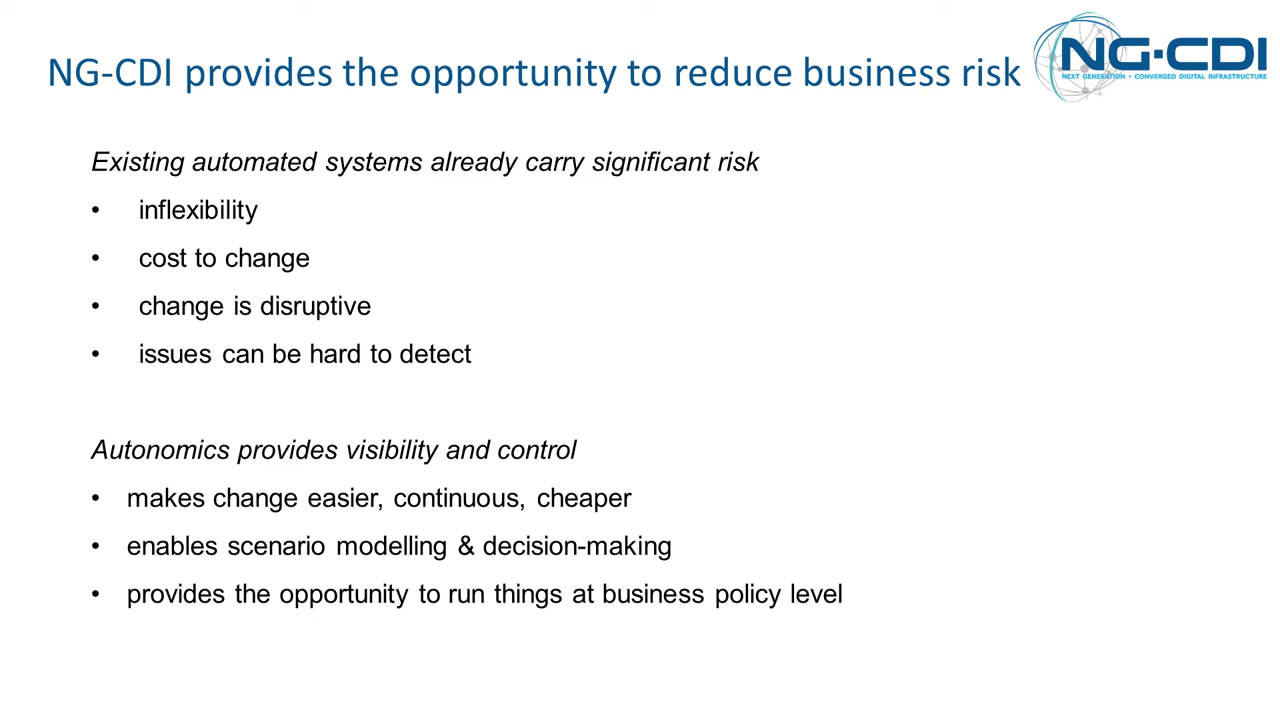 NG-CDI provides the opportunity to reduce business risk
NG·CDI
NEXT GENERATION • CONVERGED DIGITAL INFRASTRUCTURE
Existing automated systems already carry significant risk
• inflexibility
• cost to change
• change is disruptive
• issues can be hard to detect
Autonomics provides visibility and control
• makes change easier, continuous, cheaper
• enables scenario modelling & decision-making
• provides the opportunity to run things at business policy level